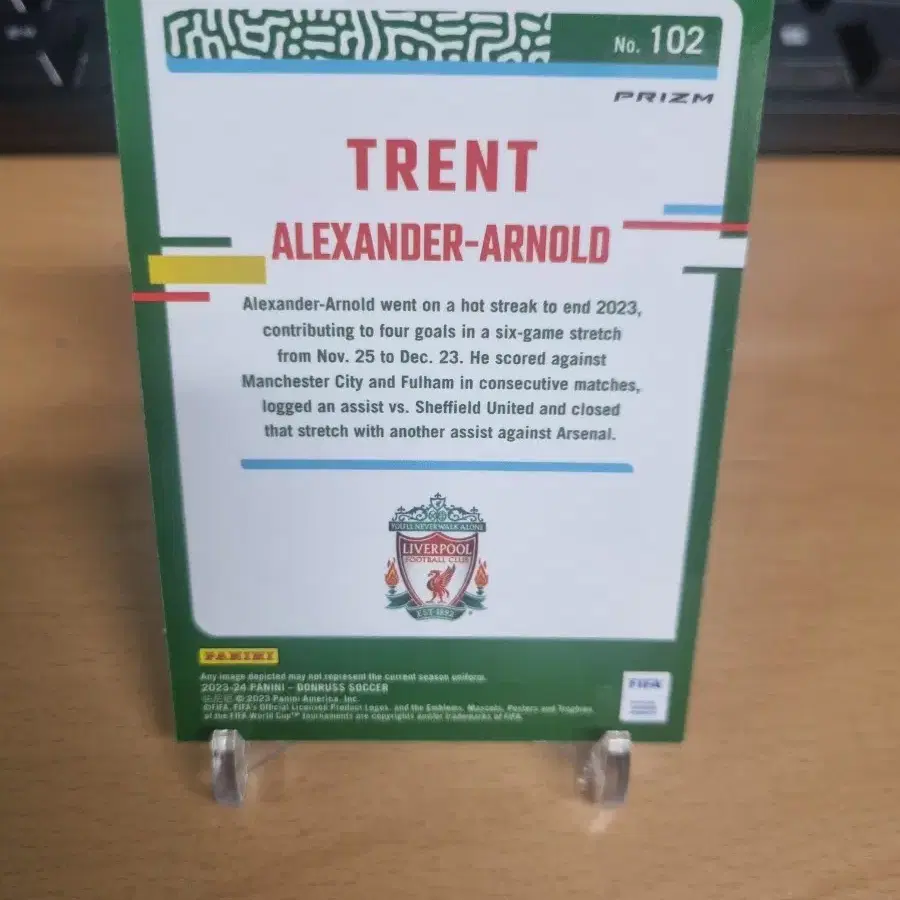 No. 102
PRIZM
TRENT
ALEXANDER-ARNOLD
Alexander-Arnold went on a hot streak to end 2023,
contributing to four goals in a six-game stretch
from Nov. 25 to Dec. 23. He scored against
Manchester City and Fulham in consecutive matches,
logged an assist vs. Sheffield United and closed
that stretch with another assist against Arsenal.
YOU'LL NEVER WALK ALONE
LIVERPOOL
FOOTBALL CLUB
EST·1892
PANINI
Any image depicted may not represent the current season uniform.
2023-24 PANINI – DONRUSS SOCCER
© 2023 Panini America, Inc.
©FIFA, FIFA's Official Licensed Product Logos, and the Emblems, Mascots, Posters and Trophies
of the FIFA World Cup™ tournaments are copyrights and/or trademarks of FIFA.
FIFA